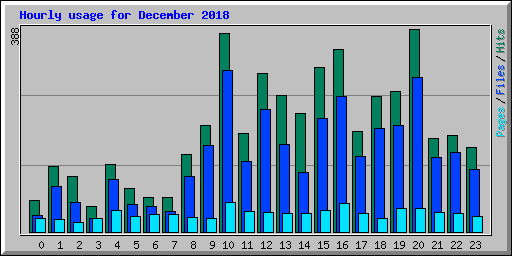 Hourly usage for December 2018
388
Pages / Files / Hits
0 1 2 3 4 5 6 7 8 9 10 11 12 13 14 15 16 17 18 19 20 21 22 23